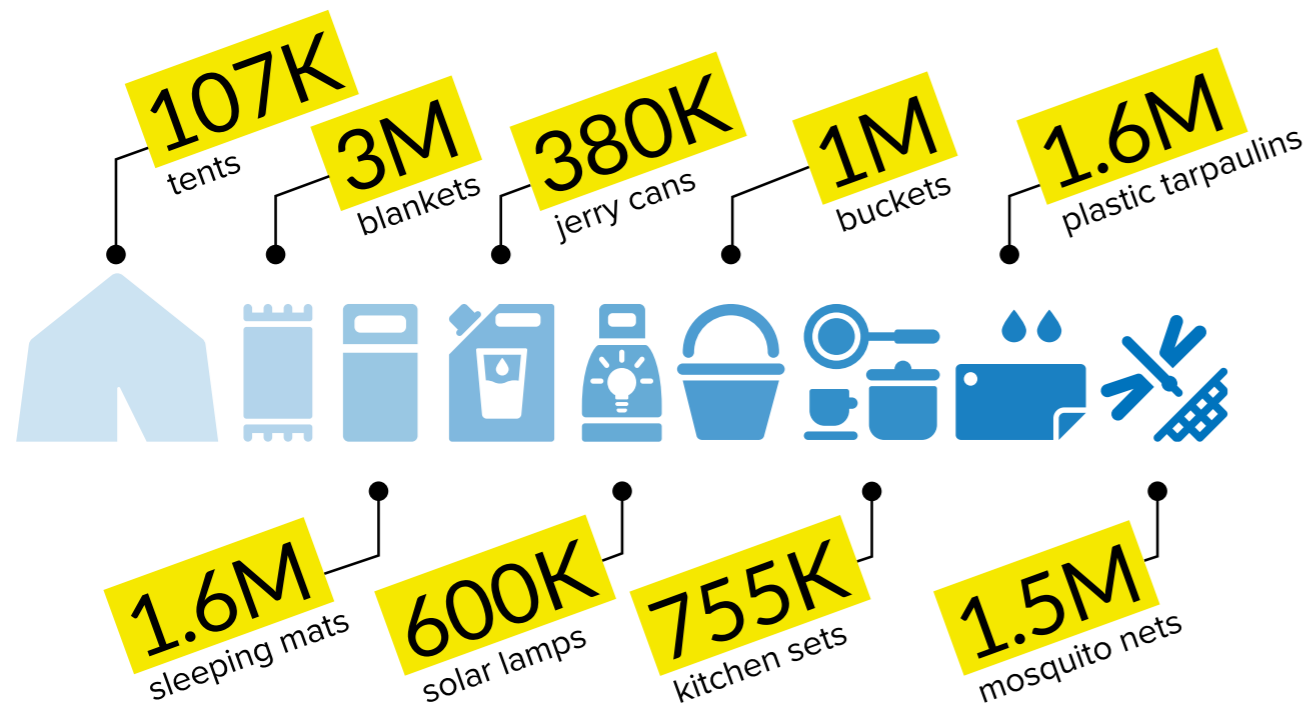 107K
tents
3M
blankets
380K
jerry cans
1M
buckets
1.6M
plastic tarpaulins
1.6M
sleeping mats
600K
solar lamps
755K
kitchen sets
1.5M
mosquito nets